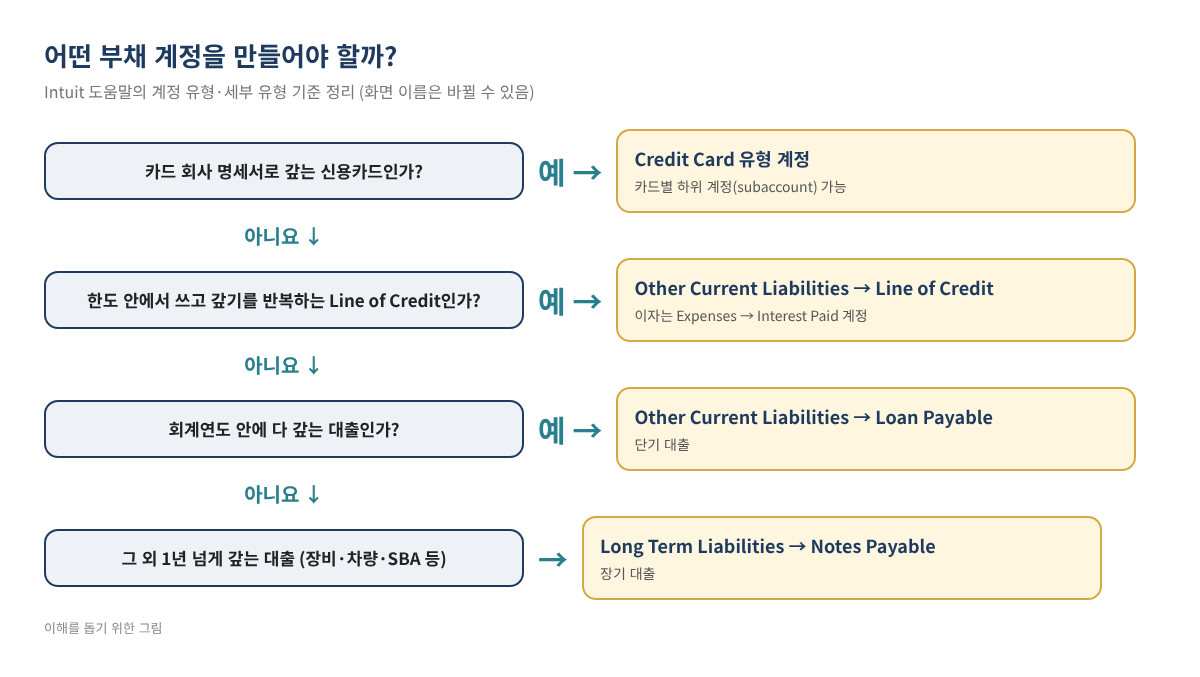 어떤 부채 계정을 만들어야 할까?
Intuit 도움말의 계정 유형·세부 유형 기준 정리 (화면 이름은 바뀔 수 있음)
카드 회사 명세서로 갚는 신용카드인가?
예 →
Credit Card 유형 계정
카드별 하위 계정(subaccount) 가능
아니요 ↓
한도 안에서 쓰고 갚기를 반복하는 Line of Credit인가?
예 →
Other Current Liabilities → Line of Credit
이자는 Expenses → Interest Paid 계정
아니요 ↓
회계연도 안에 다 갚는 대출인가?
예 →
Other Current Liabilities → Loan Payable
단기 대출
아니요 ↓
그 외 1년 넘게 갚는 대출 (장비·차량·SBA 등)
→
Long Term Liabilities → Notes Payable
장기 대출
이해를 돕기 위한 그림